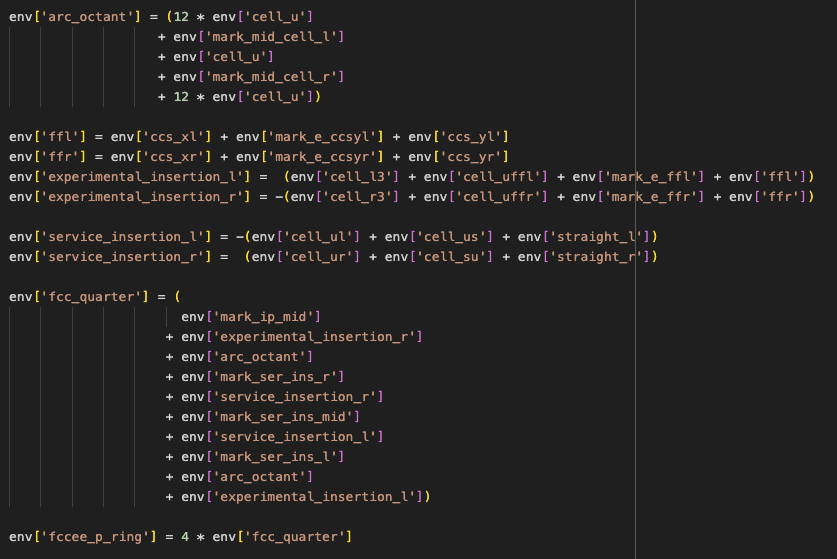 env['arc_octant'] = (12 * env['cell_u']
                   + env['mark_mid_cell_l']
                   + env['cell_u']
                   + env['mark_mid_cell_r']
                   + 12 * env['cell_u'])

env['ffl'] = env['ccs_xl'] + env['mark_e_ccsyl'] + env['ccs_yl']
env['ffr'] = env['ccs_xr'] + env['mark_e_ccsyr'] + env['ccs_yr']
env['experimental_insertion_l'] =  (env['cell_l3'] + env['cell_uffl'] + env['mark_e_ffl'] + env['ffl'])
env['experimental_insertion_r'] = -(env['cell_r3'] + env['cell_uffr'] + env['mark_e_ffr'] + env['ffr'])

env['service_insertion_l'] = -(env['cell_ul'] + env['cell_us'] + env['straight_l'])
env['service_insertion_r'] =  (env['cell_ur'] + env['cell_su'] + env['straight_r'])

env['fcc_quarter'] = (
                      env['mark_ip_mid']
                    + env['experimental_insertion_r']
                    + env['arc_octant']
                    + env['mark_ser_ins_r']
                    + env['service_insertion_r']
                    + env['mark_ser_ins_mid']
                    + env['service_insertion_l']
                    + env['mark_ser_ins_l']
                    + env['arc_octant']
                    + env['experimental_insertion_l'])

env['fccee_p_ring'] = 4 * env['fcc_quarter']